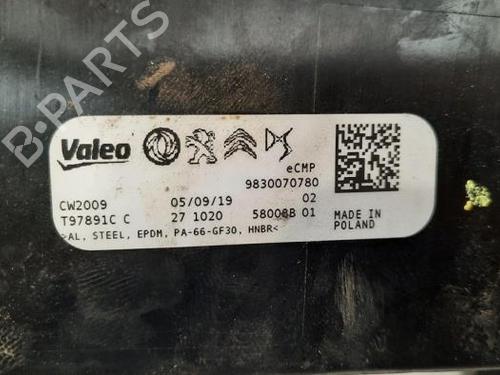 B-PARTS
Valeo
eCMP
9830070780
CW2009 05/09/19 02
T97891C C 27 1020 58008B 01
>AL, STEEL, EPDM, PA-66-GF30, HNBR<
MADE IN
POLAND